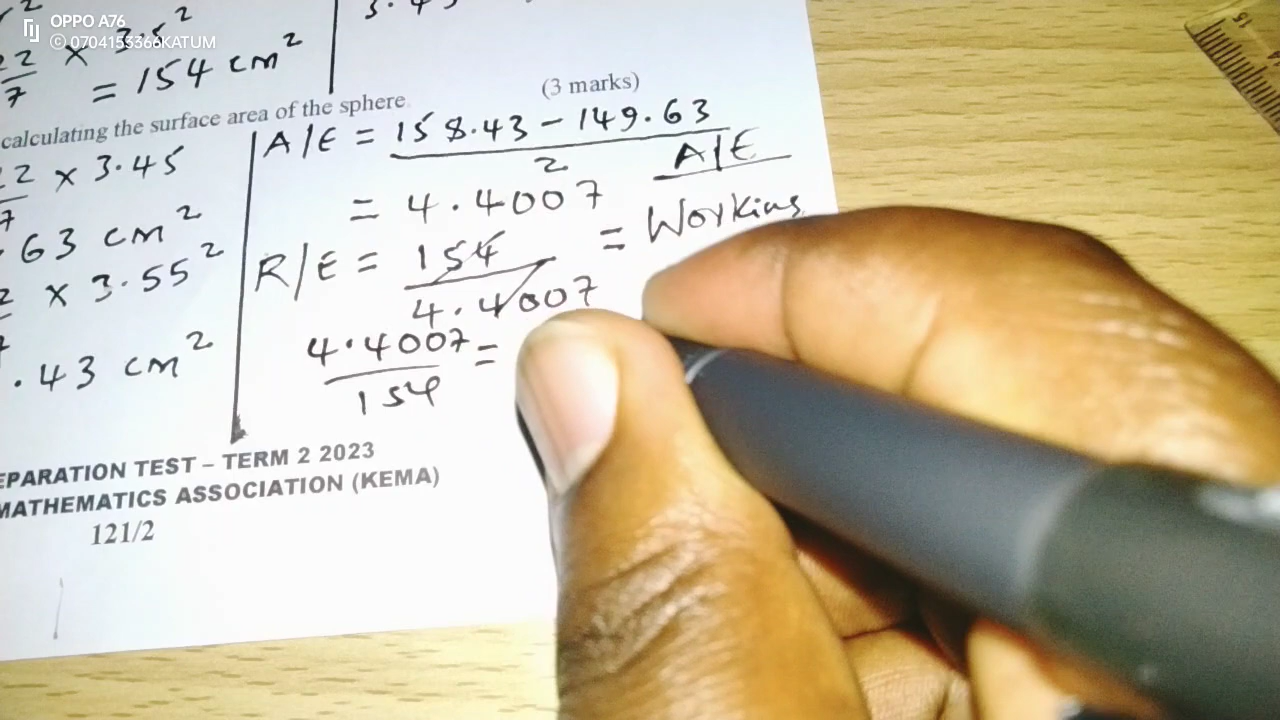 OPPO A76
© 0704153366KATUM
22/7 × 3.5²
= 154 cm²
calculating the surface area of the sphere.
(3 marks)
22/7 × 3.45
.63 cm²
× 3.55²
.43 cm²
A/E = 158.43 - 149.63 / 2
= 4.4007
R/E = 154 / 4.4007
4.4007 / 154 =
A/E
= Working
EPARATION TEST – TERM 2 2023
MATHEMATICS ASSOCIATION (KEMA)
121/2
15